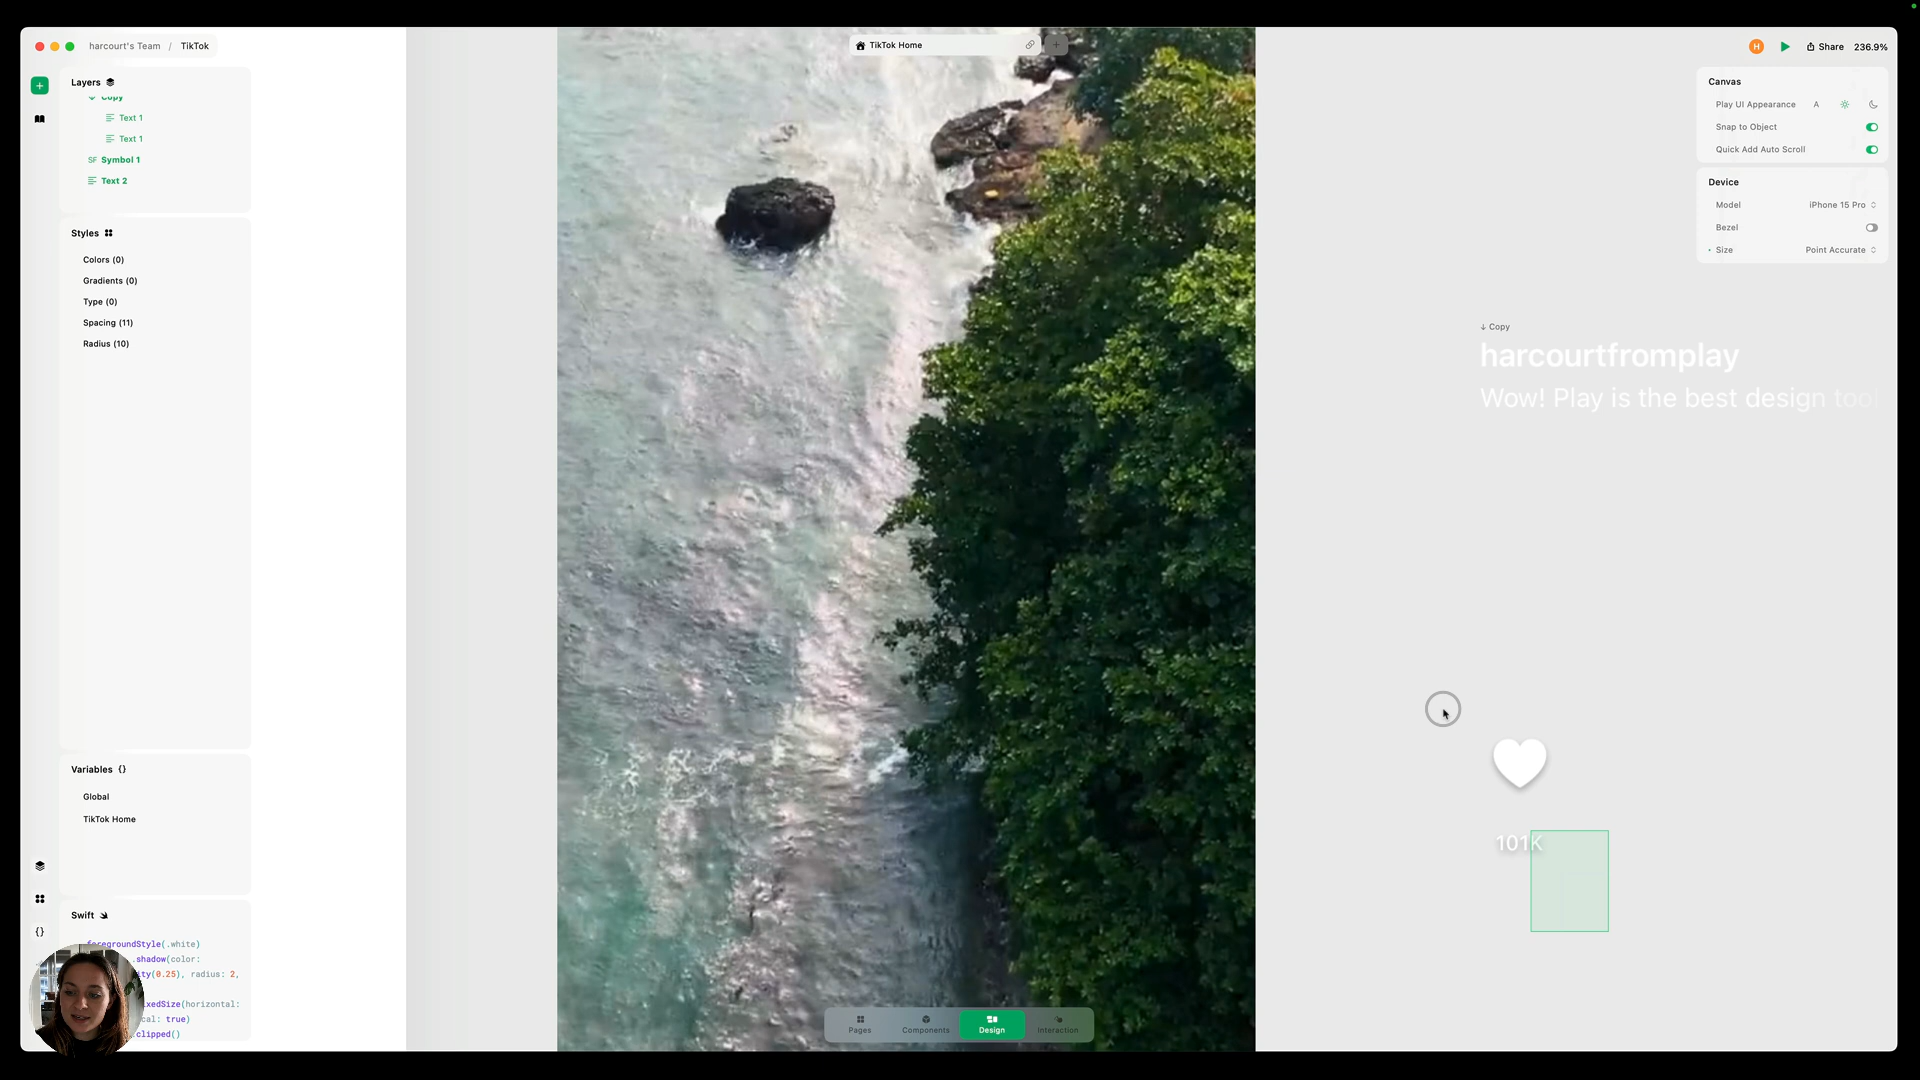 harcourt's Team / TikTok
TikTok Home
H
Share
236.9%
Layers
Copy
Text 1
Text 1
SF Symbol 1
Text 2
Styles
Colors (0)
Gradients (0)
Type (0)
Spacing (11)
Radius (10)
Variables {}
Global
TikTok Home
Swift
foregroundStyle(.white)
.shadow(color:
(0.25), radius: 2,
(horizontal:
true)
.clipped()
Canvas
Play UI Appearance A
Snap to Object
Quick Add Auto Scroll
Device
Model iPhone 15 Pro
Bezel
Size Point Accurate
Copy
harcourtfromplay
Wow! Play is the best design tool
101K
Pages
Components
Design
Interaction